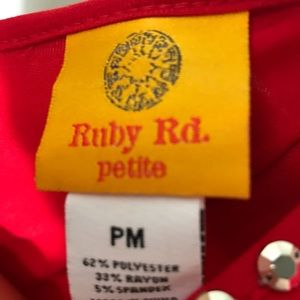 Ruby Rd.
petite
PM
62% POLYESTER
33% RAYON
5% SPANDEX